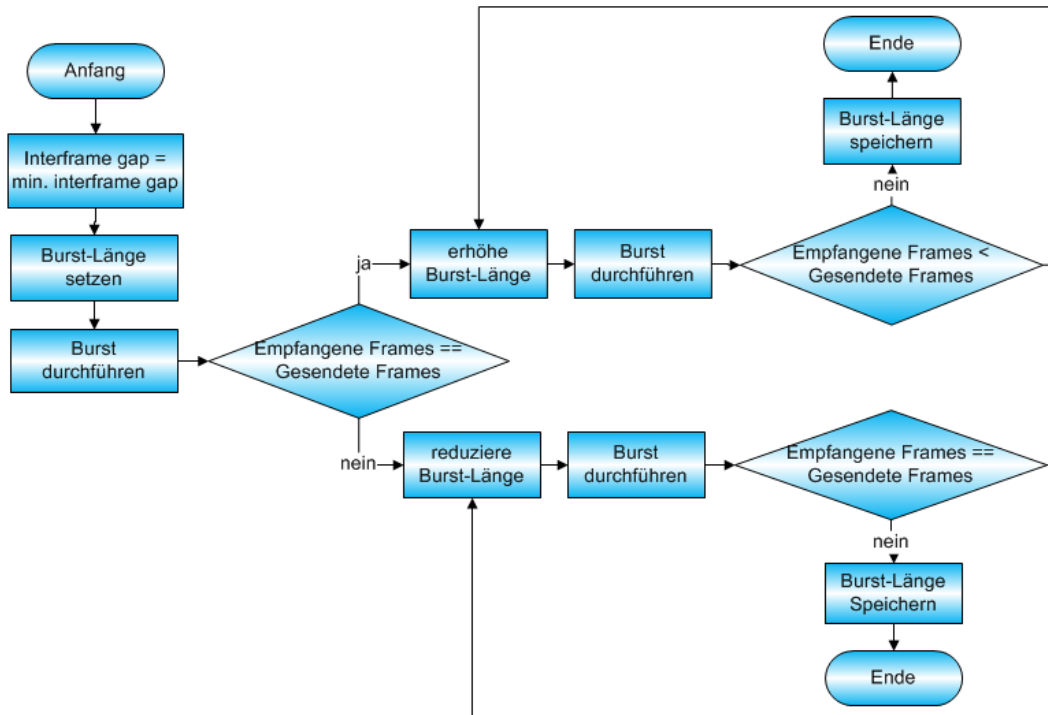 Anfang
Interframe gap =
min. interframe gap
Burst-Länge
setzen
Burst
durchführen
Empfangene Frames ==
Gesendete Frames
ja
erhöhe
Burst-Länge
Burst
durchführen
Empfangene Frames <
Gesendete Frames
nein
Burst-Länge
speichern
Ende
nein
reduziere
Burst-Länge
Burst
durchführen
Empfangene Frames ==
Gesendete Frames
nein
Burst-Länge
Speichern
Ende